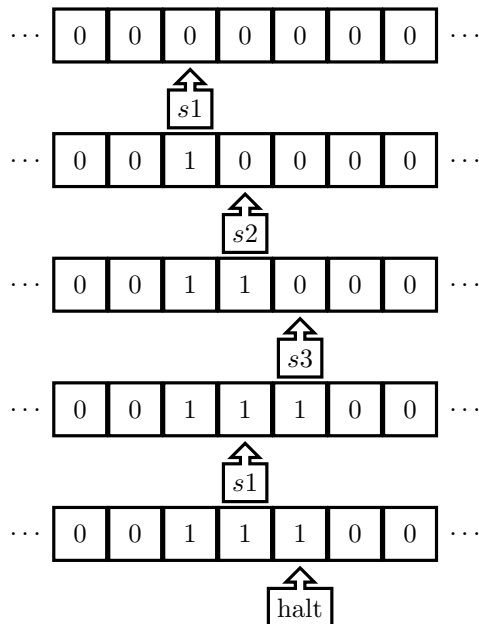 ··· 0 0 0 0 0 0 0 ···
s1
··· 0 0 1 0 0 0 0 ···
s2
··· 0 0 1 1 0 0 0 ···
s3
··· 0 0 1 1 1 0 0 ···
s1
··· 0 0 1 1 1 0 0 ···
halt